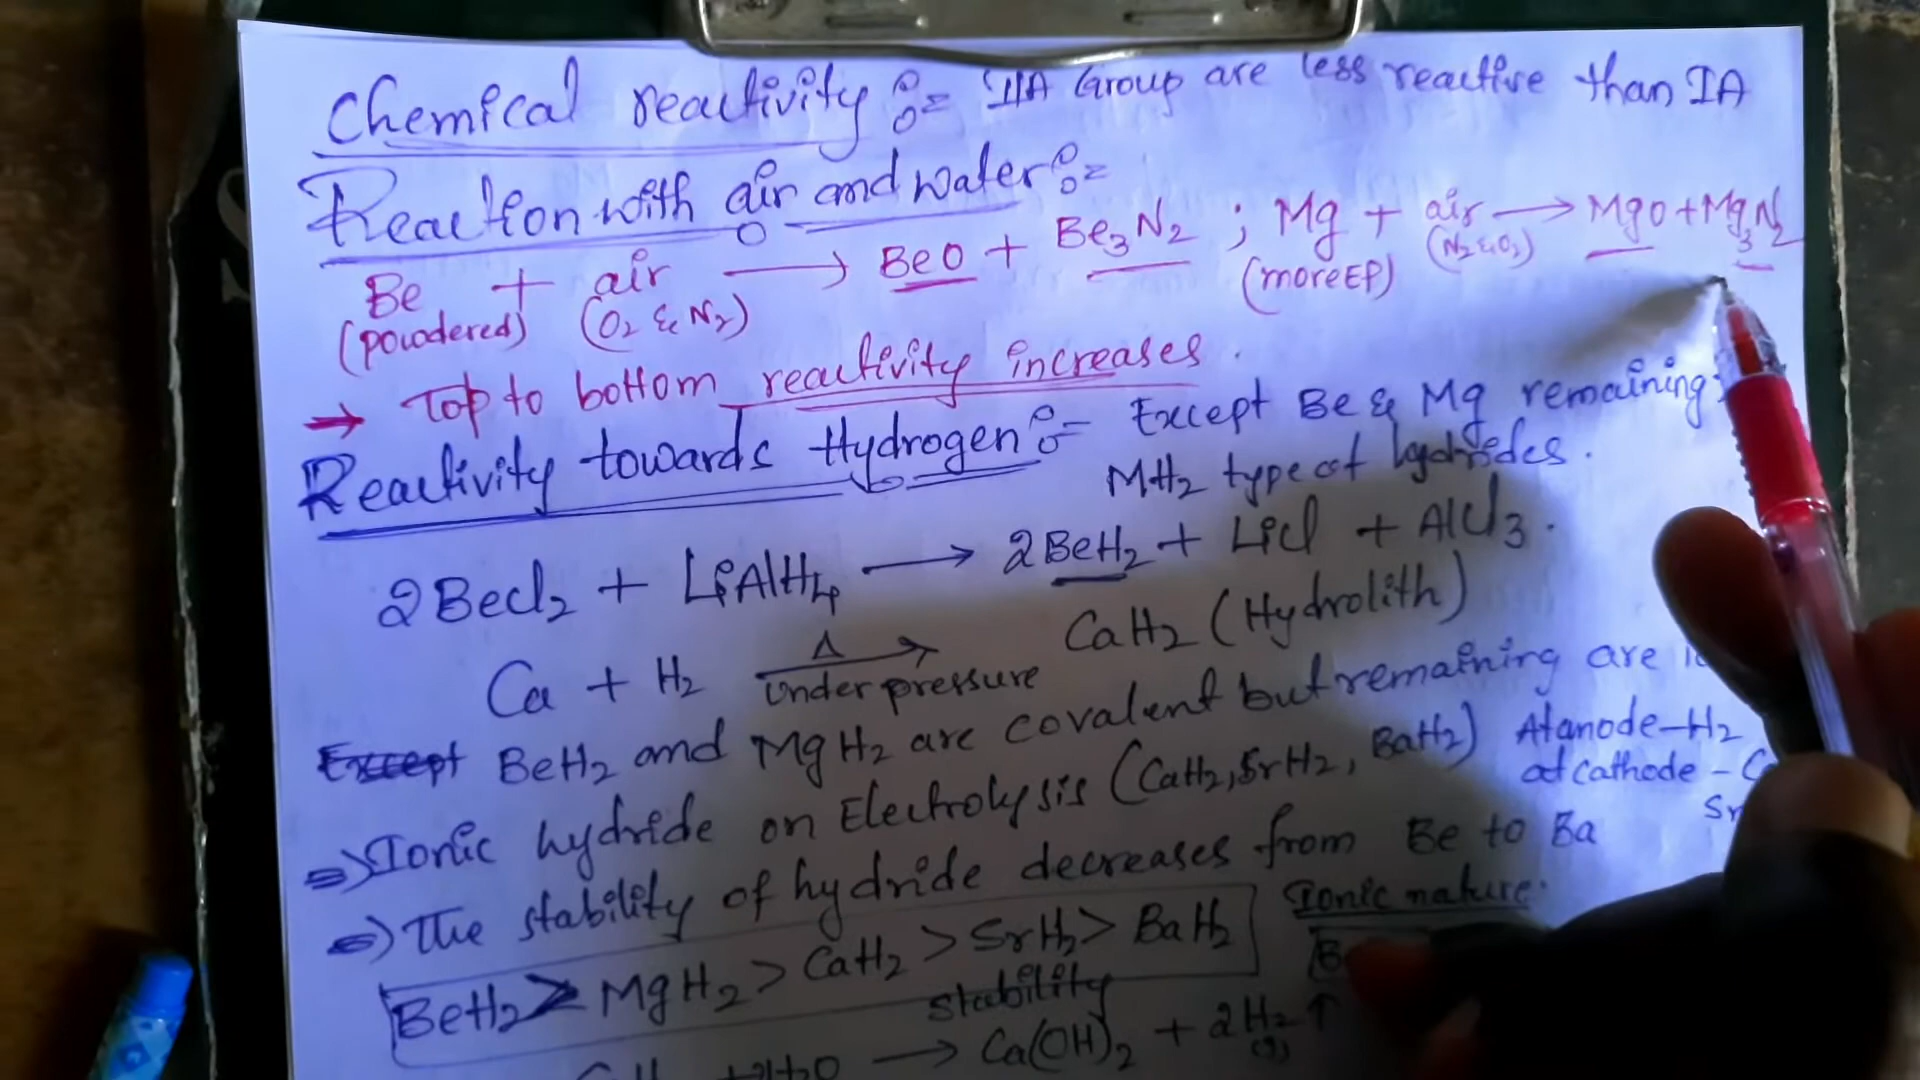 Chemical reactivity := IIA Group are less reactive than IA
Reaction with air and water :=
Be + air → BeO + Be₃N₂ ; Mg + air → MgO + Mg₃N₂
(powdered) (O₂ & N₂) (more EP) (N₂ & O₂)
→ Top to bottom reactivity increases.
Reactivity towards Hydrogen :- Except Be & Mg remaining
MH₂ type of hydrides.
2BeCl₂ + LiAlH₄ → 2BeH₂ + LiCl + AlCl₃.
Ca + H₂ Δ → under pressure CaH₂ (Hydrolith)
BeH₂ and MgH₂ are covalent but remaining are
⇒ Ionic hydride on Electrolysis (CaH₂, SrH₂, BaH₂) At anode - H₂
at cathode - C
Sr
⇒ The stability of hydride decreases from Be to Ba
BeH₂ > MgH₂ > CaH₂ > SrH₂ > BaH₂
Stability
Ionic nature:
→ Ca(OH)₂ + 2H₂ ↑
(g)